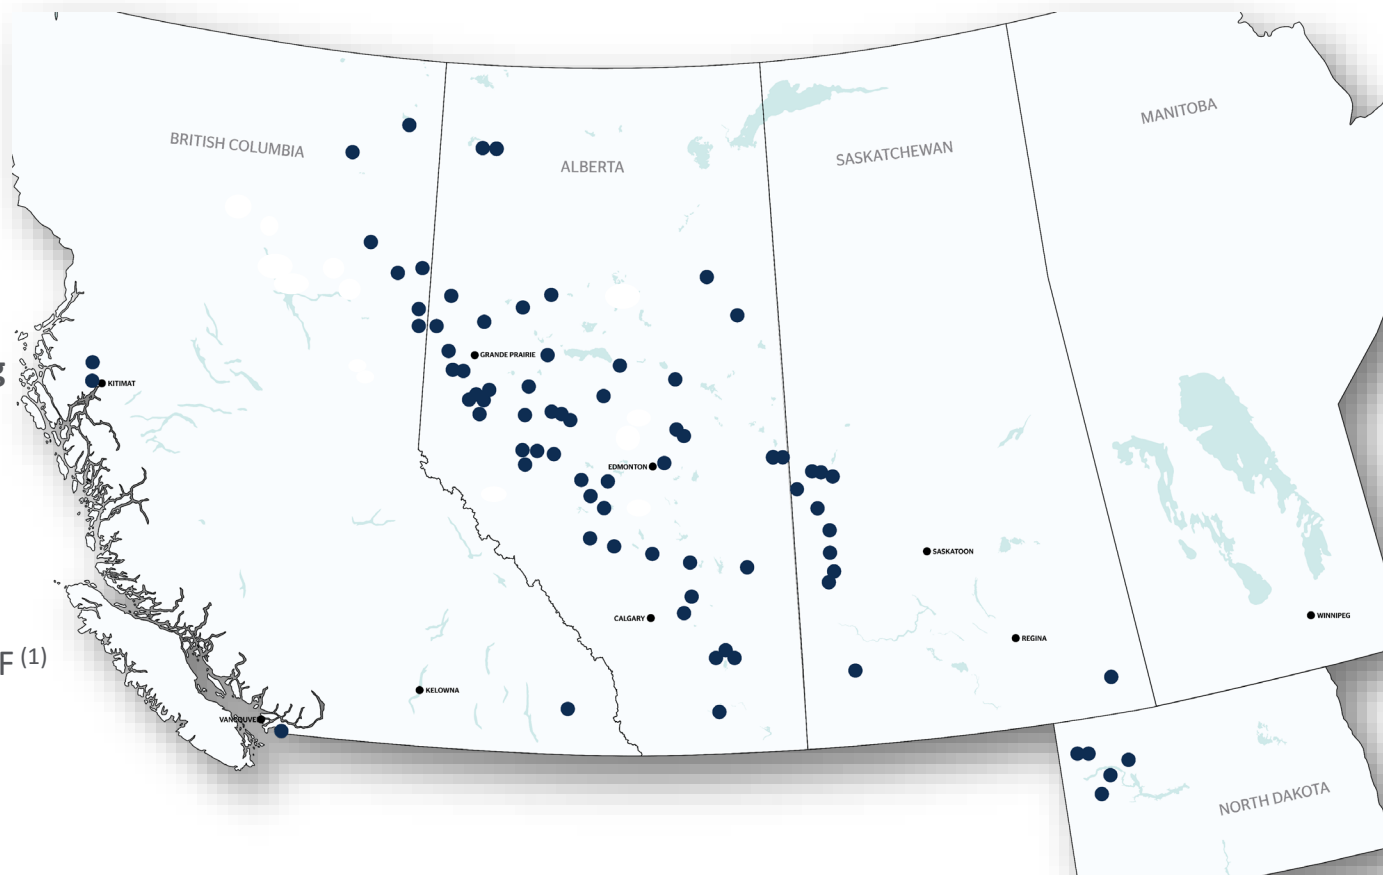 MANITOBA
BRITISH COLUMBIA
SASKATCHEWAN
ALBERTA
GRANDE PRAIRIE
g
KITIMAT
EDMONTON
SASKATOON
CALGARY
WINNIPEG
REGINA
F (1)
KELOWNA
VANCOUVER
NORTH DAKOTA